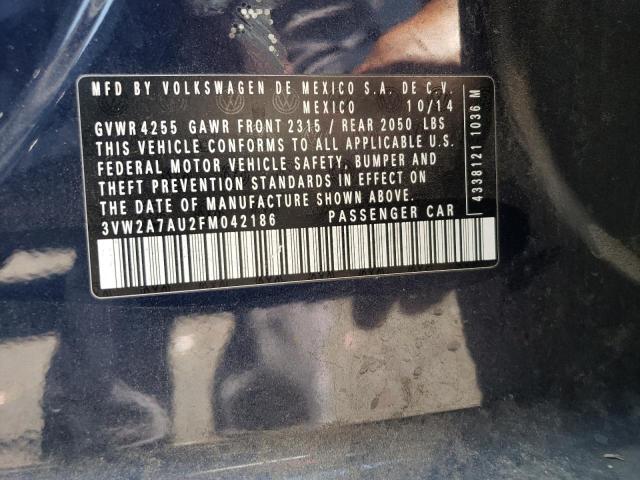 MFD BY VOLKSWAGEN DE MEXICO S.A. DE C.V.
MEXICO 10/14
GVWR 4255 GAWR FRONT 2315 / REAR 2050 LBS
THIS VEHICLE CONFORMS TO ALL APPLICABLE U.S.
FEDERAL MOTOR VEHICLE SAFETY, BUMPER AND
THEFT PREVENTION STANDARDS IN EFFECT ON
THE DATE OF MANUFACTURE SHOWN ABOVE.
3VW2A7AU2FM042186 PASSENGER CAR
4338121 1036 M